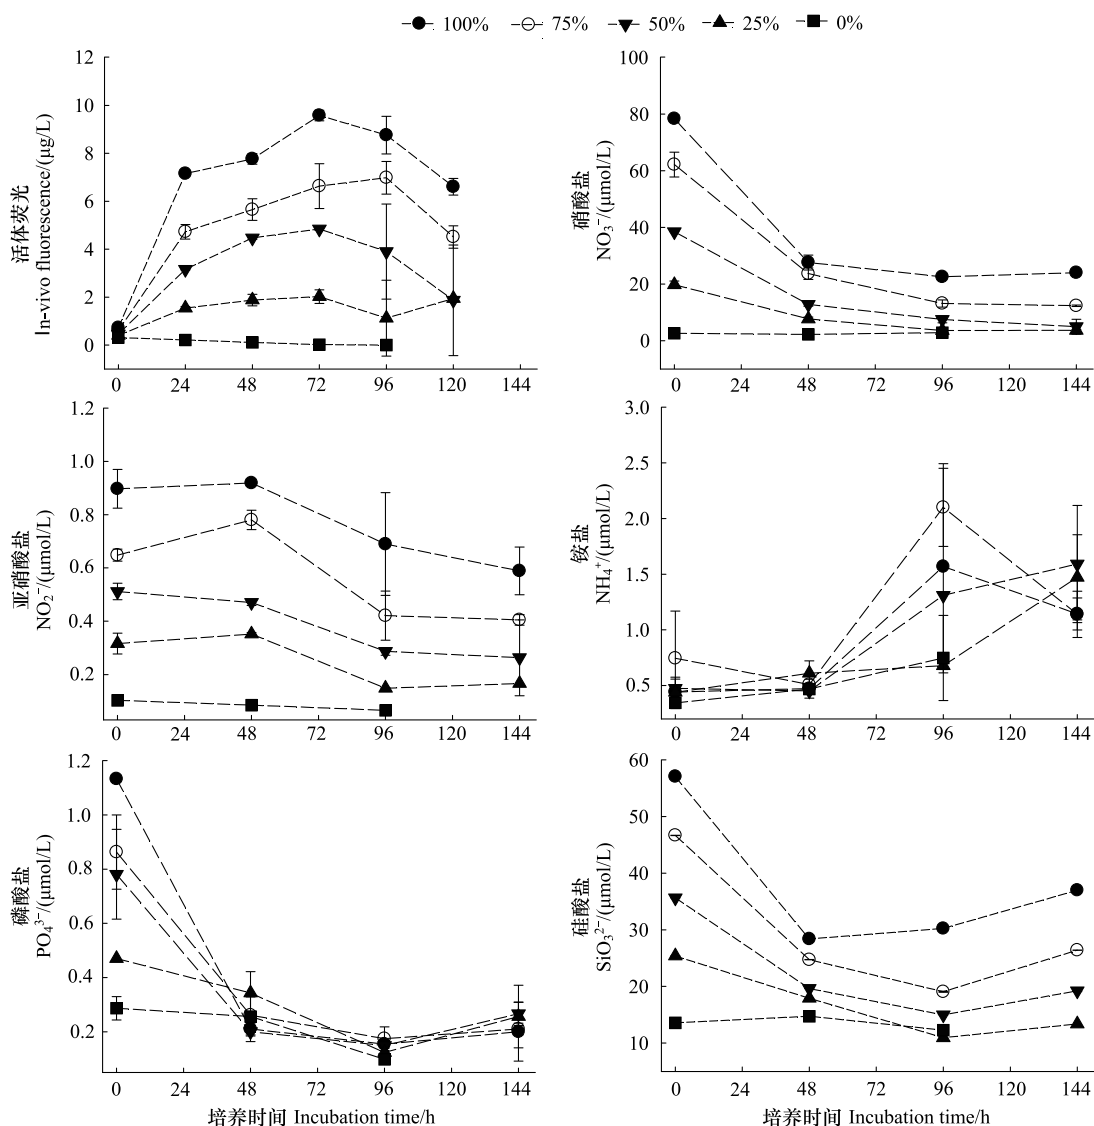 100% 75% 50% 25% 0%
12
10
8
6
4
2
0
活体荧光
In-vivo fluorescence/(μg/L)
0 24 48 72 96 120 144
100
80
60
40
20
0
硝酸盐
NO₃⁻/(μmol/L)
0 24 48 72 96 120 144
1.2
1.0
0.8
0.6
0.4
0.2
亚硝酸盐
NO₂⁻/(μmol/L)
0 24 48 72 96 120 144
3.0
2.5
2.0
1.5
1.0
0.5
铵盐
NH₄⁺/(μmol/L)
0 24 48 72 96 120 144
1.2
1.0
0.8
0.6
0.4
0.2
磷酸盐
PO₄³⁻/(μmol/L)
0 24 48 72 96 120 144
培养时间 Incubation time/h
60
50
40
30
20
10
硅酸盐
SiO₃²⁻/(μmol/L)
0 24 48 72 96 120 144
培养时间 Incubation time/h